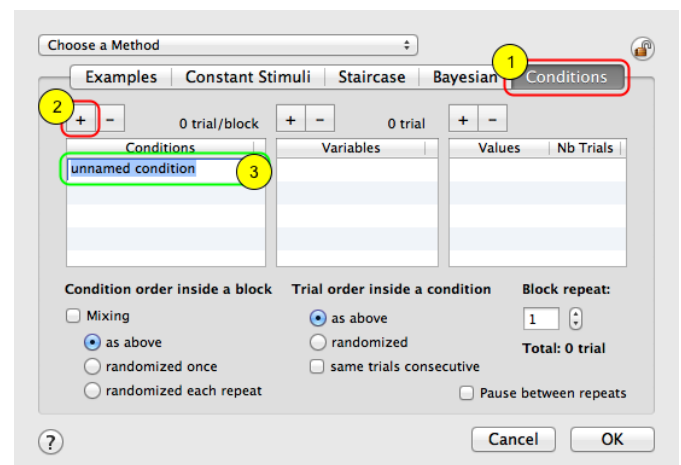 Choose a Method
1
Examples Constant Stimuli Staircase Bayesian Conditions
2
+ - 0 trial/block + - 0 trial + -
Conditions Variables Values Nb Trials
unnamed condition 3
Condition order inside a block Trial order inside a condition Block repeat:
Mixing as above 1
as above randomized Total: 0 trial
randomized once same trials consecutive
randomized each repeat Pause between repeats
? Cancel OK